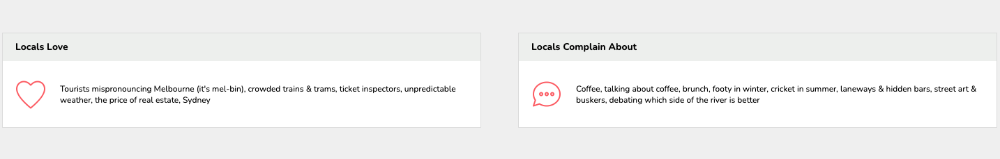 Locals Love
Tourists mispronouncing Melbourne (it's mel-bin), crowded trains & trams, ticket inspectors, unpredictable
weather, the price of real estate, Sydney
Locals Complain About
Coffee, talking about coffee, brunch, footy in winter, cricket in summer, laneways & hidden bars, street art &
buskers, debating which side of the river is better